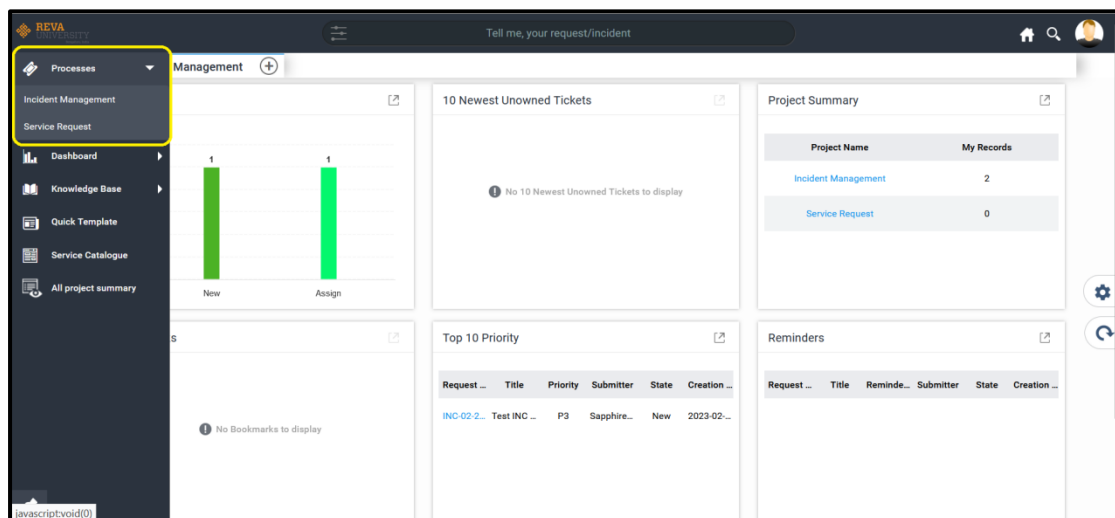 REVA
UNIVERSITY
Tell me, your request/incident
Processes
Management
Incident Management
Service Request
Dashboard
Knowledge Base
Quick Template
Service Catalogue
All project summary
1 1
New Assign
10 Newest Unowned Tickets
No 10 Newest Unowned Tickets to display
Project Summary
Project Name My Records
Incident Management 2
Service Request 0
s
No Bookmarks to display
Top 10 Priority
Request ... Title Priority Submitter State Creation ...
INC-02-2... Test INC ... P3 Sapphire... New 2023-02-...
Reminders
Request ... Title Reminde... Submitter State Creation ...
javascript:void(0)